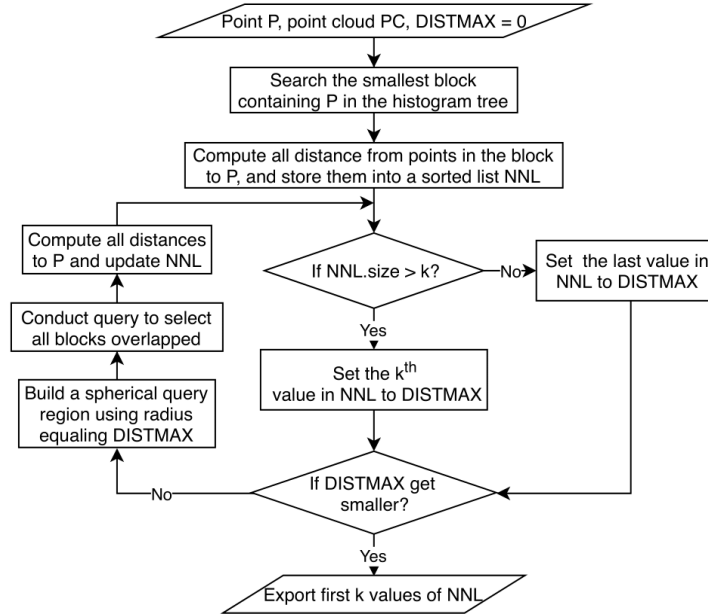 Point P, point cloud PC, DISTMAX = 0
Search the smallest block
containing P in the histogram tree
Compute all distance from points in the block
to P, and store them into a sorted list NNL
Compute all distances
to P and update NNL
If NNL.size > k?
No
Set the last value in
NNL to DISTMAX
Conduct query to select
all blocks overlapped
Yes
Set the kth
value in NNL to DISTMAX
Build a spherical query
region using radius
equaling DISTMAX
If DISTMAX get
smaller?
No
Yes
Export first k values of NNL